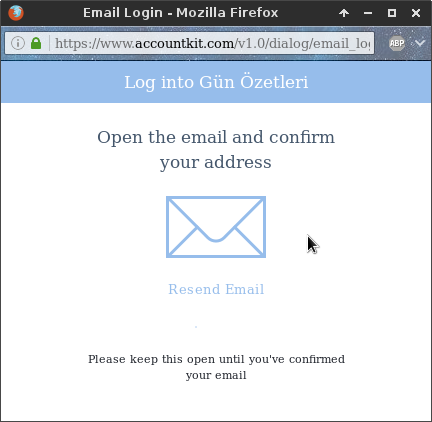 Email Login - Mozilla Firefox
https://www.accountkit.com/v1.0/dialog/email_log
ABP
Log into Gün Özetleri
Open the email and confirm
your address
Resend Email
Please keep this open until you've confirmed
your email